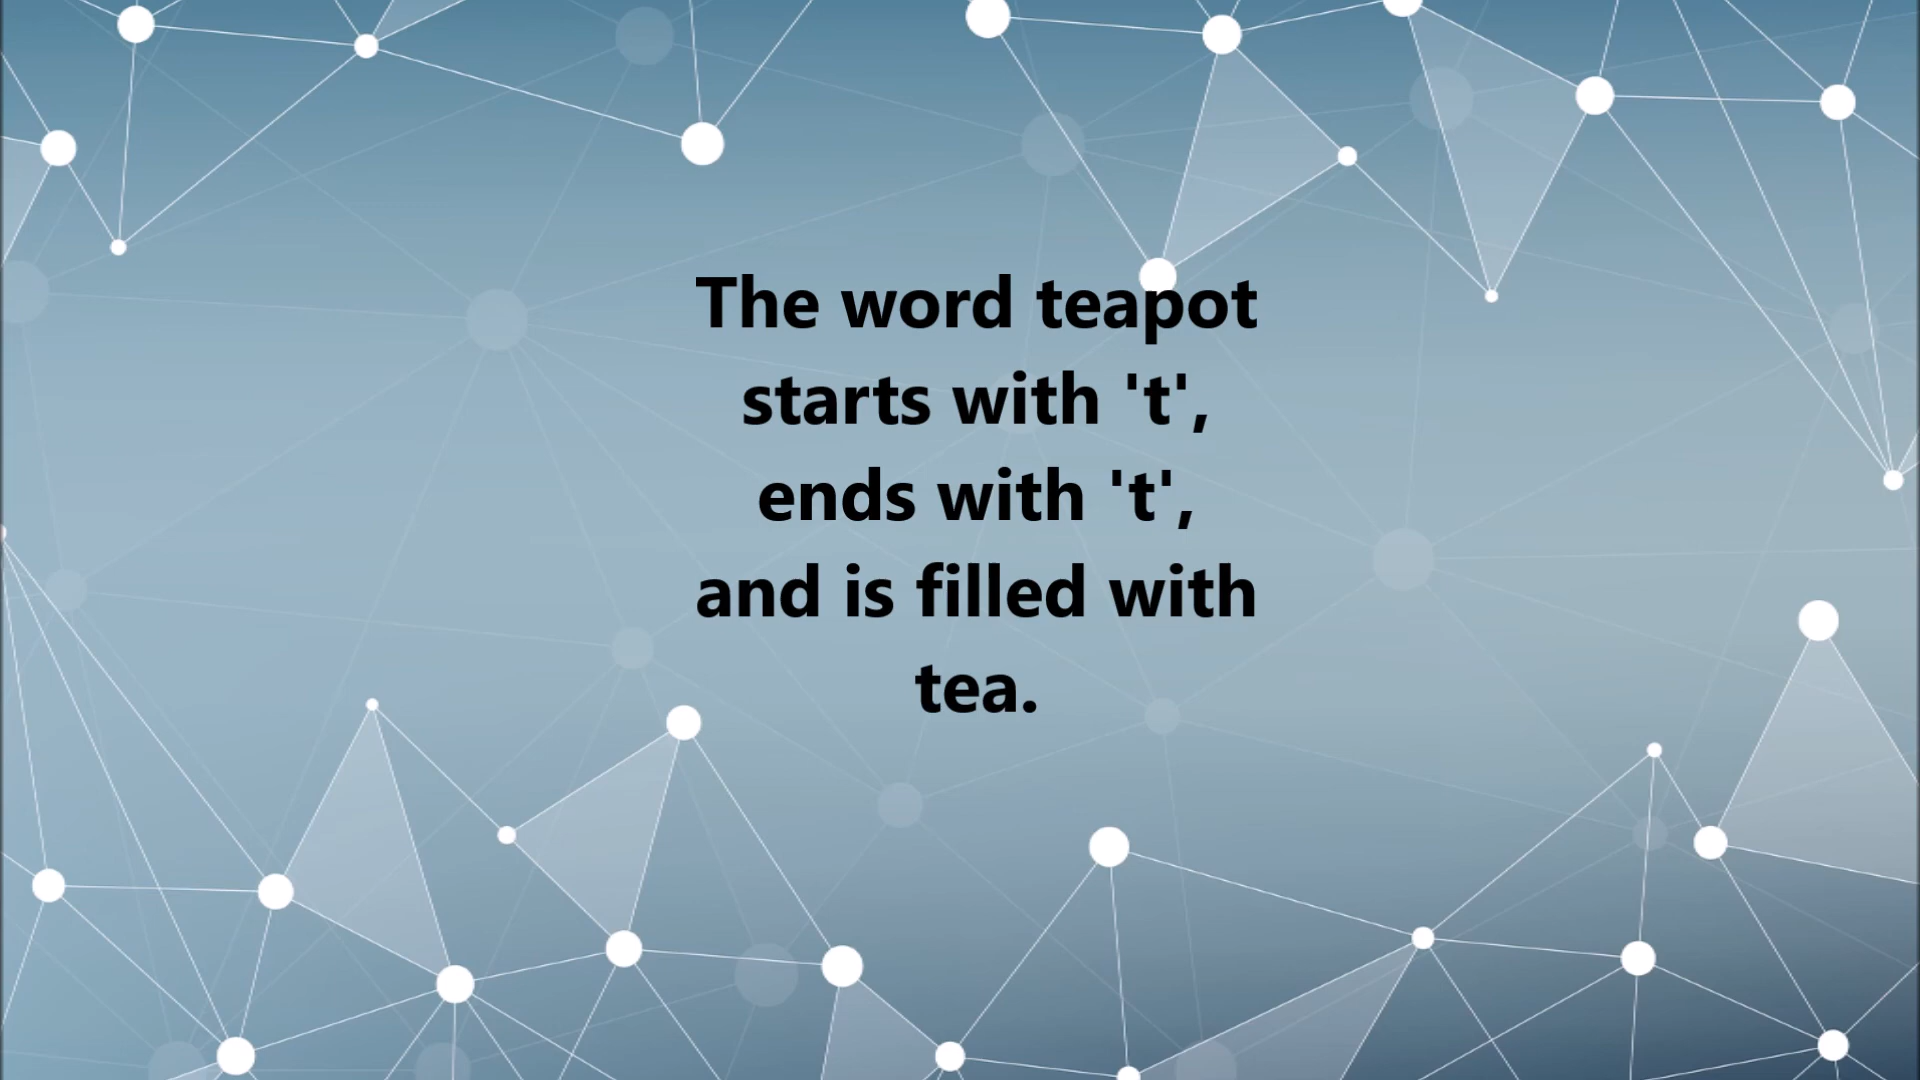 The word teapot
starts with 't',
ends with 't',
and is filled with
tea.